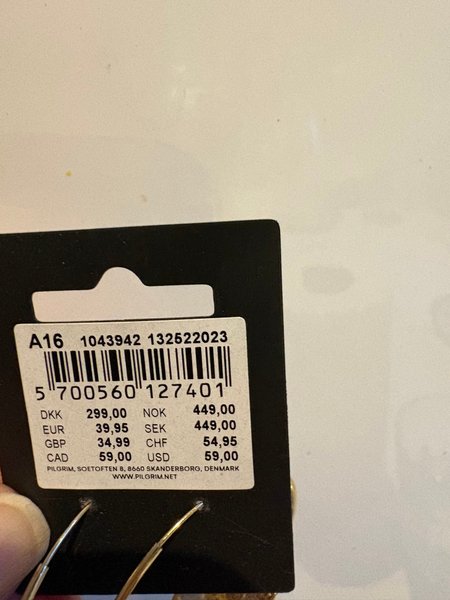 A16 1043942 132522023
5 700560 127401
DKK 299,00 NOK 449,00
EUR 39,95 SEK 449,00
GBP 34,99 CHF 54,95
CAD 59,00 USD 59,00
PILGRIM, SOETOFTEN 8, 8660 SKANDERBORG, DENMARK
WWW.PILGRIM.NET